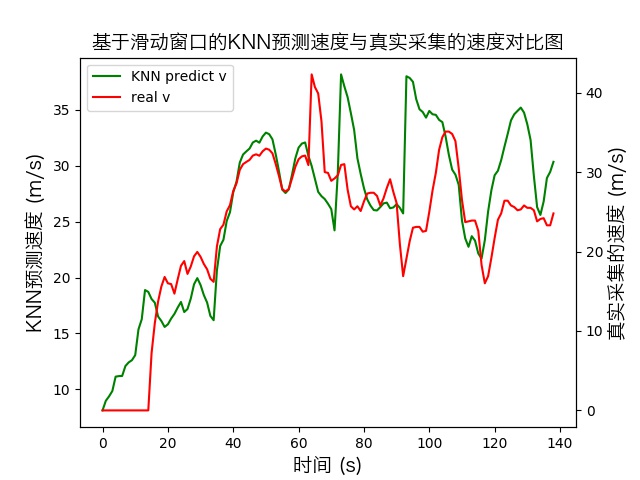 基于滑动窗口的KNN预测速度与真实采集的速度对比图
KNN predict v
real v
KNN预测速度 (m/s)
35
30
25
20
15
10
40
30
20
10
0
真实采集的速度 (m/s)
0 20 40 60 80 100 120 140
时间 (s)